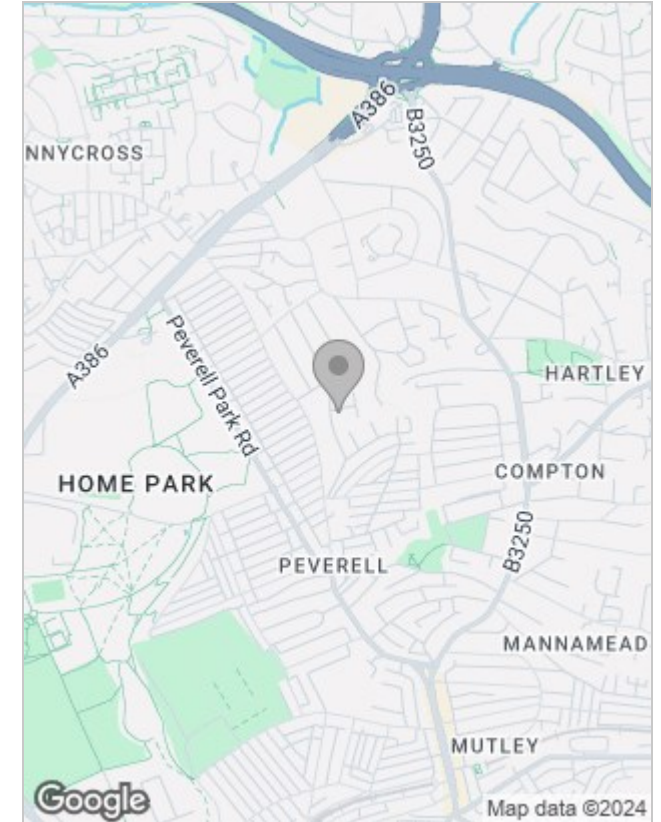 NNYCROSS
A386
B3250
Peverell Park Rd
A386
HARTLEY
HOME PARK
COMPTON
B3250
PEVERELL
MANNAMEAD
MUTLEY
Google
Map data ©2024